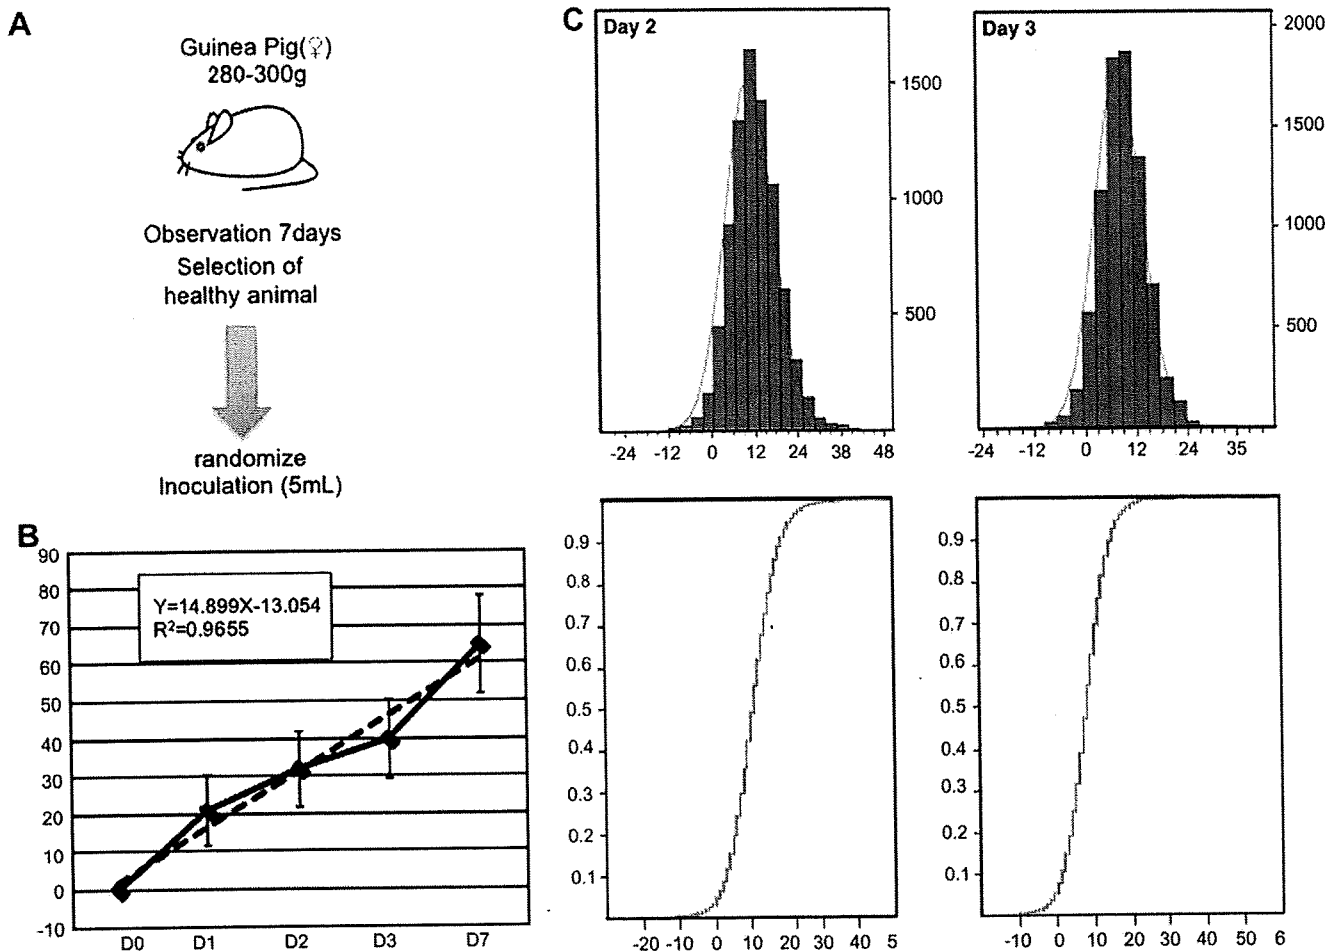 A
Guinea Pig(♀)
280-300g
Observation 7days
Selection of
healthy animal
randomize
Inoculation (5mL)
B
90
80
70
60
50
40
30
20
10
0
-10
Y=14.899X-13.054
R²=0.9655
D0 D1 D2 D3 D7
C
Day 2
1500
1000
500
-24 -12 0 12 24 38 48
Day 3
2000
1500
1000
500
-24 -12 0 12 24 35
0.9
0.8
0.7
0.6
0.5
0.4
0.3
0.2
0.1
-20 -10 0 10 20 30 40 5
0.9
0.8
0.7
0.6
0.5
0.4
0.3
0.2
0.1
-10 0 10 20 30 40 50 6